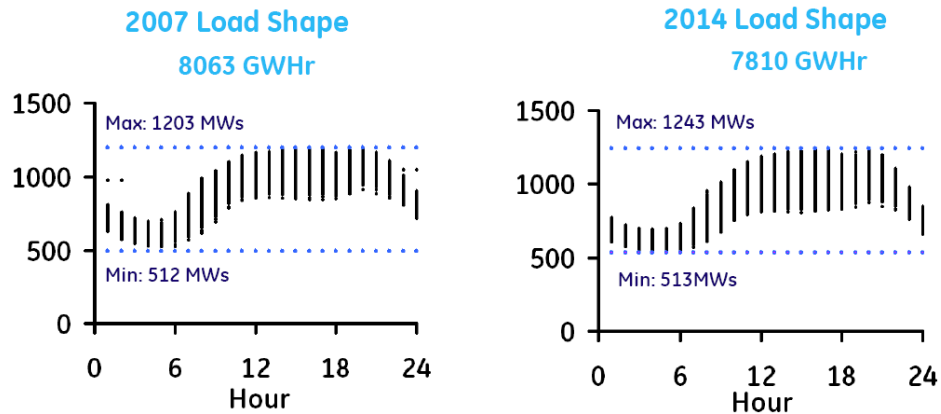 2007 Load Shape
8063 GWHr
1500
Max: 1203 MWs
1000
500
Min: 512 MWs
0
0 6 12 18 24
Hour
2014 Load Shape
7810 GWHr
1500
Max: 1243 MWs
1000
500
Min: 513MWs
0
0 6 12 18 24
Hour